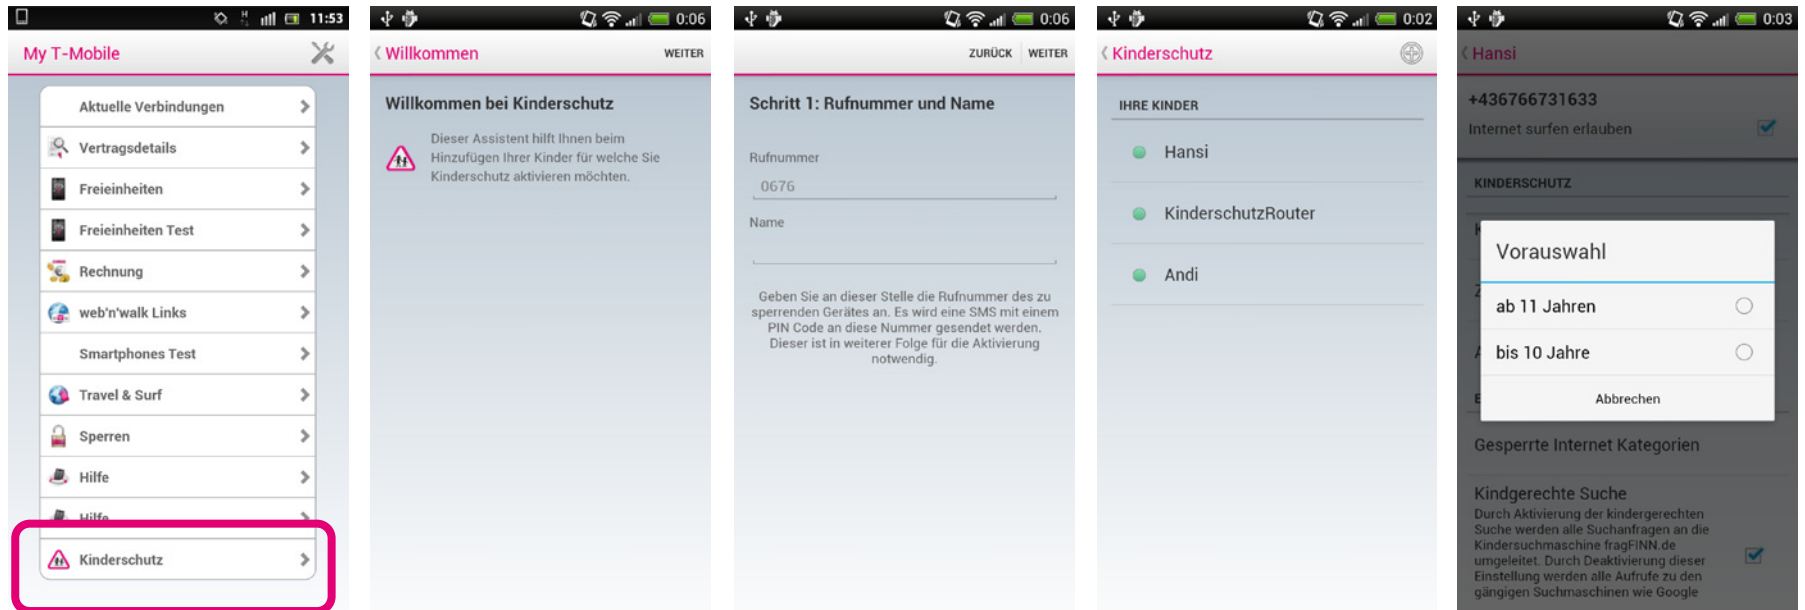 11:53
My T-Mobile
Aktuelle Verbindungen
Vertragsdetails
Freieinheiten
Freieinheiten Test
Rechnung
web'n'walk Links
Smartphones Test
Travel & Surf
Sperren
Hilfe
Hilfe
Kinderschutz
0:06
Willkommen
WEITER
Willkommen bei Kinderschutz
Dieser Assistent hilft Ihnen beim
Hinzufügen Ihrer Kinder für welche Sie
Kinderschutz aktivieren möchten.
0:06
ZURÜCK WEITER
Schritt 1: Rufnummer und Name
Rufnummer
0676
Name
Geben Sie an dieser Stelle die Rufnummer des zu
sperrenden Gerätes an. Es wird eine SMS mit einem
PIN Code an diese Nummer gesendet werden.
Dieser ist in weiterer Folge für die Aktivierung
notwendig.
0:02
Kinderschutz
IHRE KINDER
Hansi
KinderschutzRouter
Andi
0:03
Hansi
+436766731633
Internet surfen erlauben
KINDERSCHUTZ
Vorauswahl
ab 11 Jahren
bis 10 Jahre
Abbrechen
Gesperrte Internet Kategorien
Kindgerechte Suche
Durch Aktivierung der kindergerechten
Suche werden alle Suchanfragen an die
Kindersuchmaschine fragFINN.de
umgeleitet. Durch Deaktivierung dieser
Einstellung werden alle Aufrufe zu den
gängigen Suchmaschinen wie Google